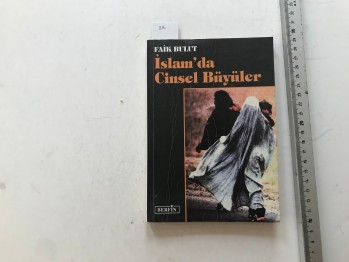 FAİK BULUT
İslam'da
Cinsel Büyüler
BERFİN